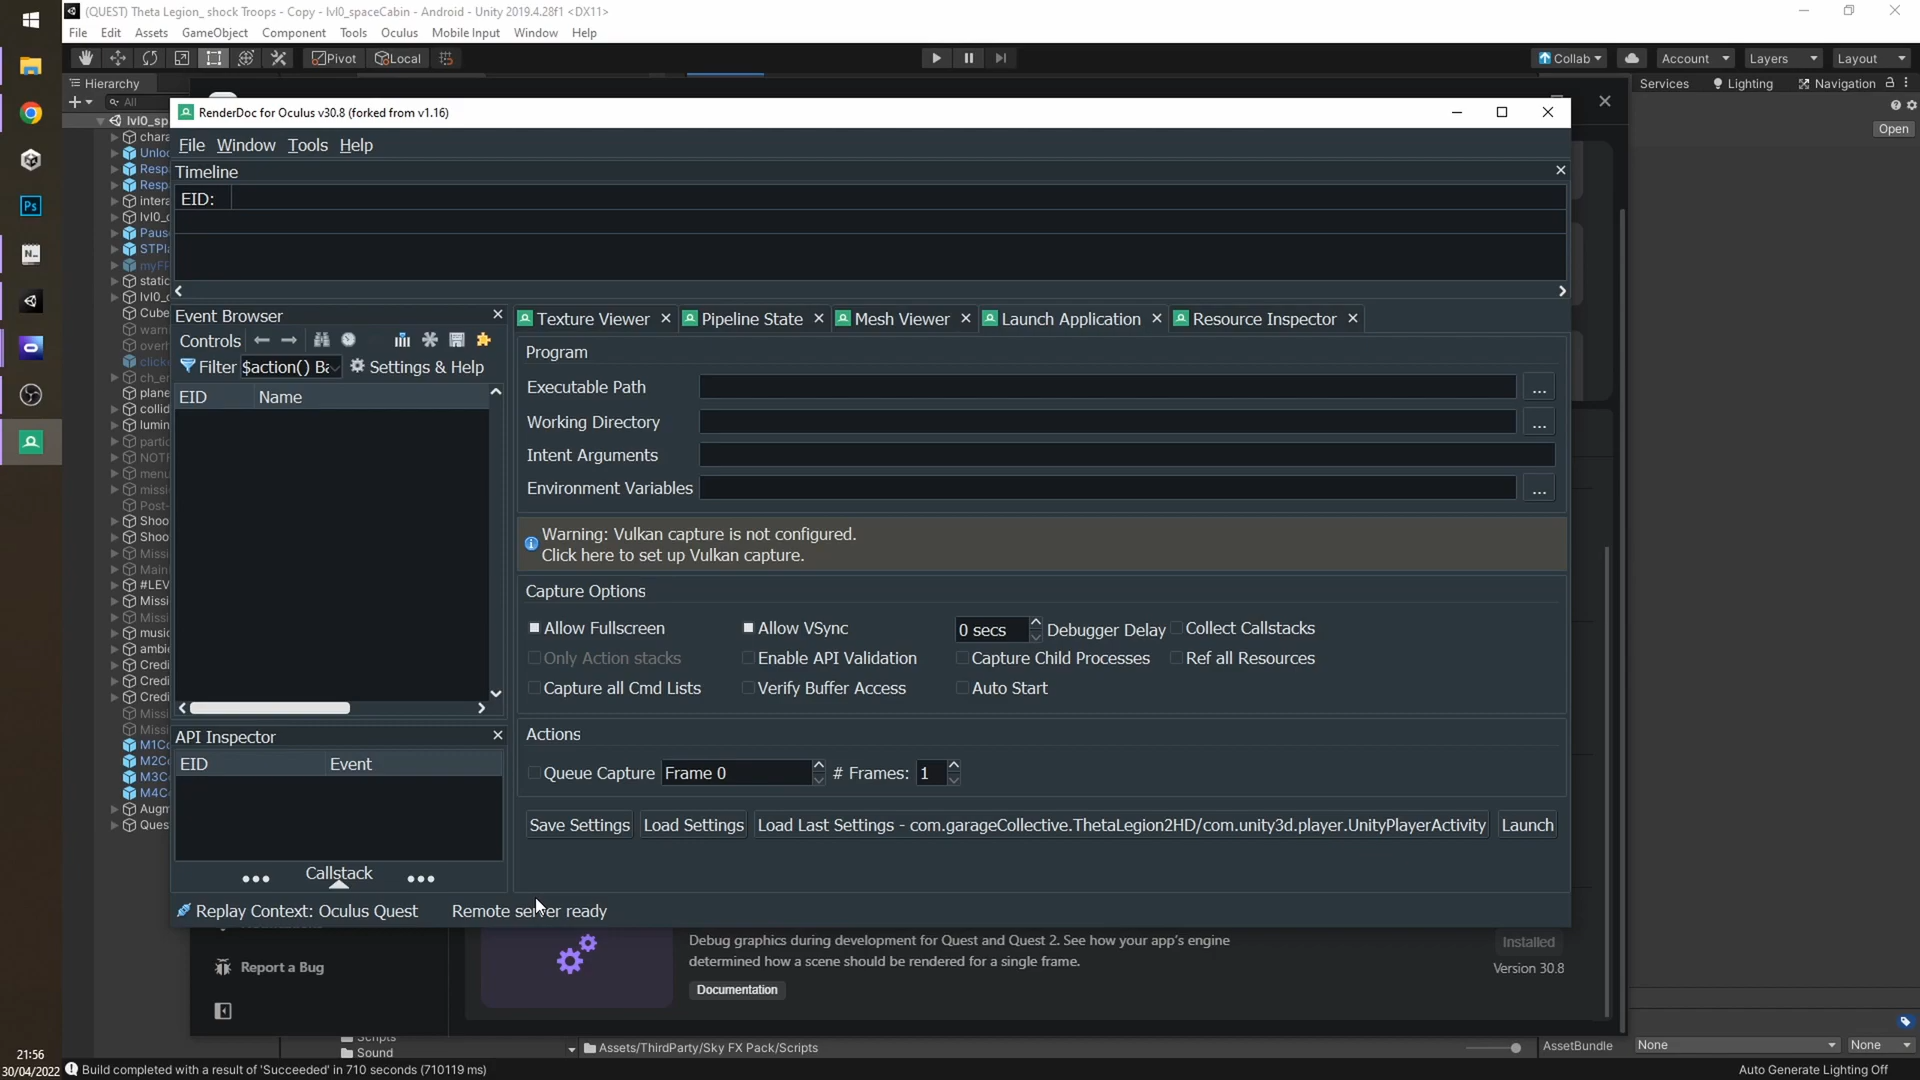 (QUEST) Theta Legion_ shock Troops - Copy - lvl0_spaceCabin - Android - Unity 2019.4.28f1 <DX11>
File Edit Assets GameObject Component Tools Oculus Mobile Input Window Help
Pivot Local Collab Account Layers Layout
Hierarchy Services Lighting Navigation
All
Open
lvl0_sp
RenderDoc for Oculus v30.8 (forked from v1.16)
File Window Tools Help
Timeline
EID:
Event Browser
Controls
Filter $action() Settings & Help
EID Name
Texture Viewer Pipeline State Mesh Viewer Launch Application Resource Inspector
Program
Executable Path ...
Working Directory ...
Intent Arguments
Environment Variables ...
Warning: Vulkan capture is not configured.
Click here to set up Vulkan capture.
Capture Options
Allow Fullscreen Allow VSync 0 secs Debugger Delay Collect Callstacks
Only Action stacks Enable API Validation Capture Child Processes Ref all Resources
Capture all Cmd Lists Verify Buffer Access Auto Start
Actions
Queue Capture Frame 0 # Frames: 1
Save Settings Load Settings Load Last Settings - com.garageCollective.ThetaLegion2HD/com.unity3d.player.UnityPlayerActivity Launch
API Inspector
EID Event
Callstack
Replay Context: Oculus Quest Remote server ready
Debug graphics during development for Quest and Quest 2. See how your app's engine
determined how a scene should be rendered for a single frame.
Documentation
Installed
Version 30.8
Report a Bug
Scripts
Sound
Assets/ThirdParty/Sky FX Pack/Scripts
AssetBundle None None
21:56
30/04/2022
Build completed with a result of 'Succeeded' in 710 seconds (710119 ms)
Auto Generate Lighting Off